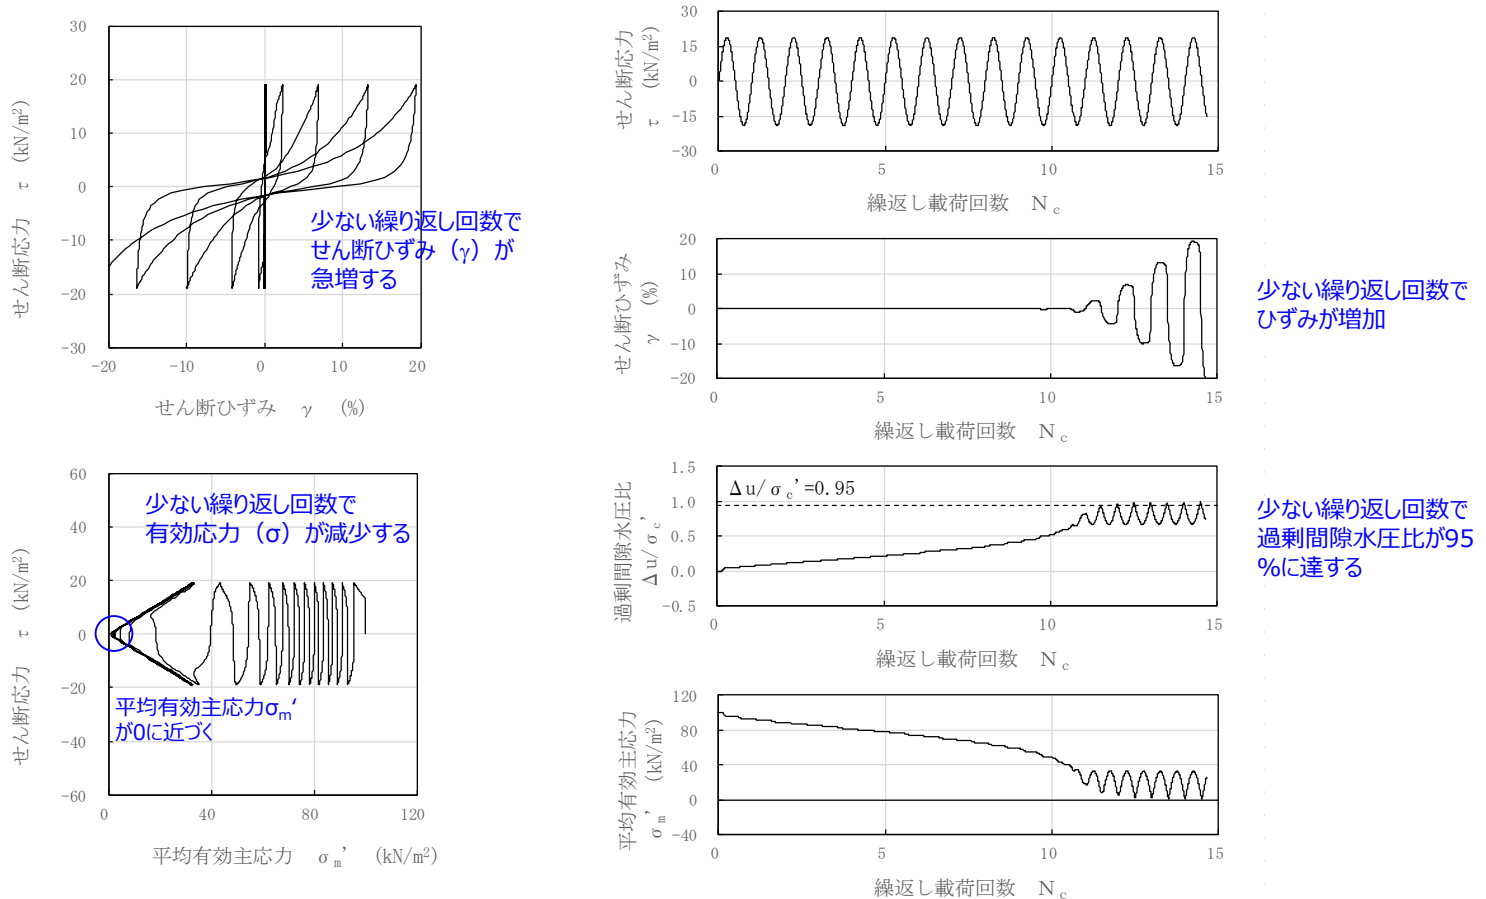 30
20
10
0
-10
-20
-30
-20
-10
0
10
20
せん断応力 τ (kN/m²)
せん断ひずみ γ (%)
少ない繰り返し回数で
せん断ひずみ（γ）が
急増する
60
40
20
0
-20
-40
-60
0
40
80
120
せん断応力 τ (kN/m²)
平均有効主応力 σm' (kN/m²)
少ない繰り返し回数で
有効応力（σ）が減少する
平均有効主応力σm‘
が0に近づく
30
15
0
-15
-30
0
5
10
15
せん断応力
τ (kN/m²)
繰返し載荷回数 Nc
20
10
0
-10
-20
0
5
10
15
せん断ひずみ
γ (%)
繰返し載荷回数 Nc
少ない繰り返し回数で
ひずみが増加
1.5
1.0
0.5
0.0
-0.5
0
5
10
15
過剰間隙水圧比
Δu/σc'
Δu/σc'=0.95
繰返し載荷回数 Nc
少ない繰り返し回数で
過剰間隙水圧比が95
%に達する
120
80
40
0
-40
0
5
10
15
平均有効主応力
σm' (kN/m²)
繰返し載荷回数 Nc